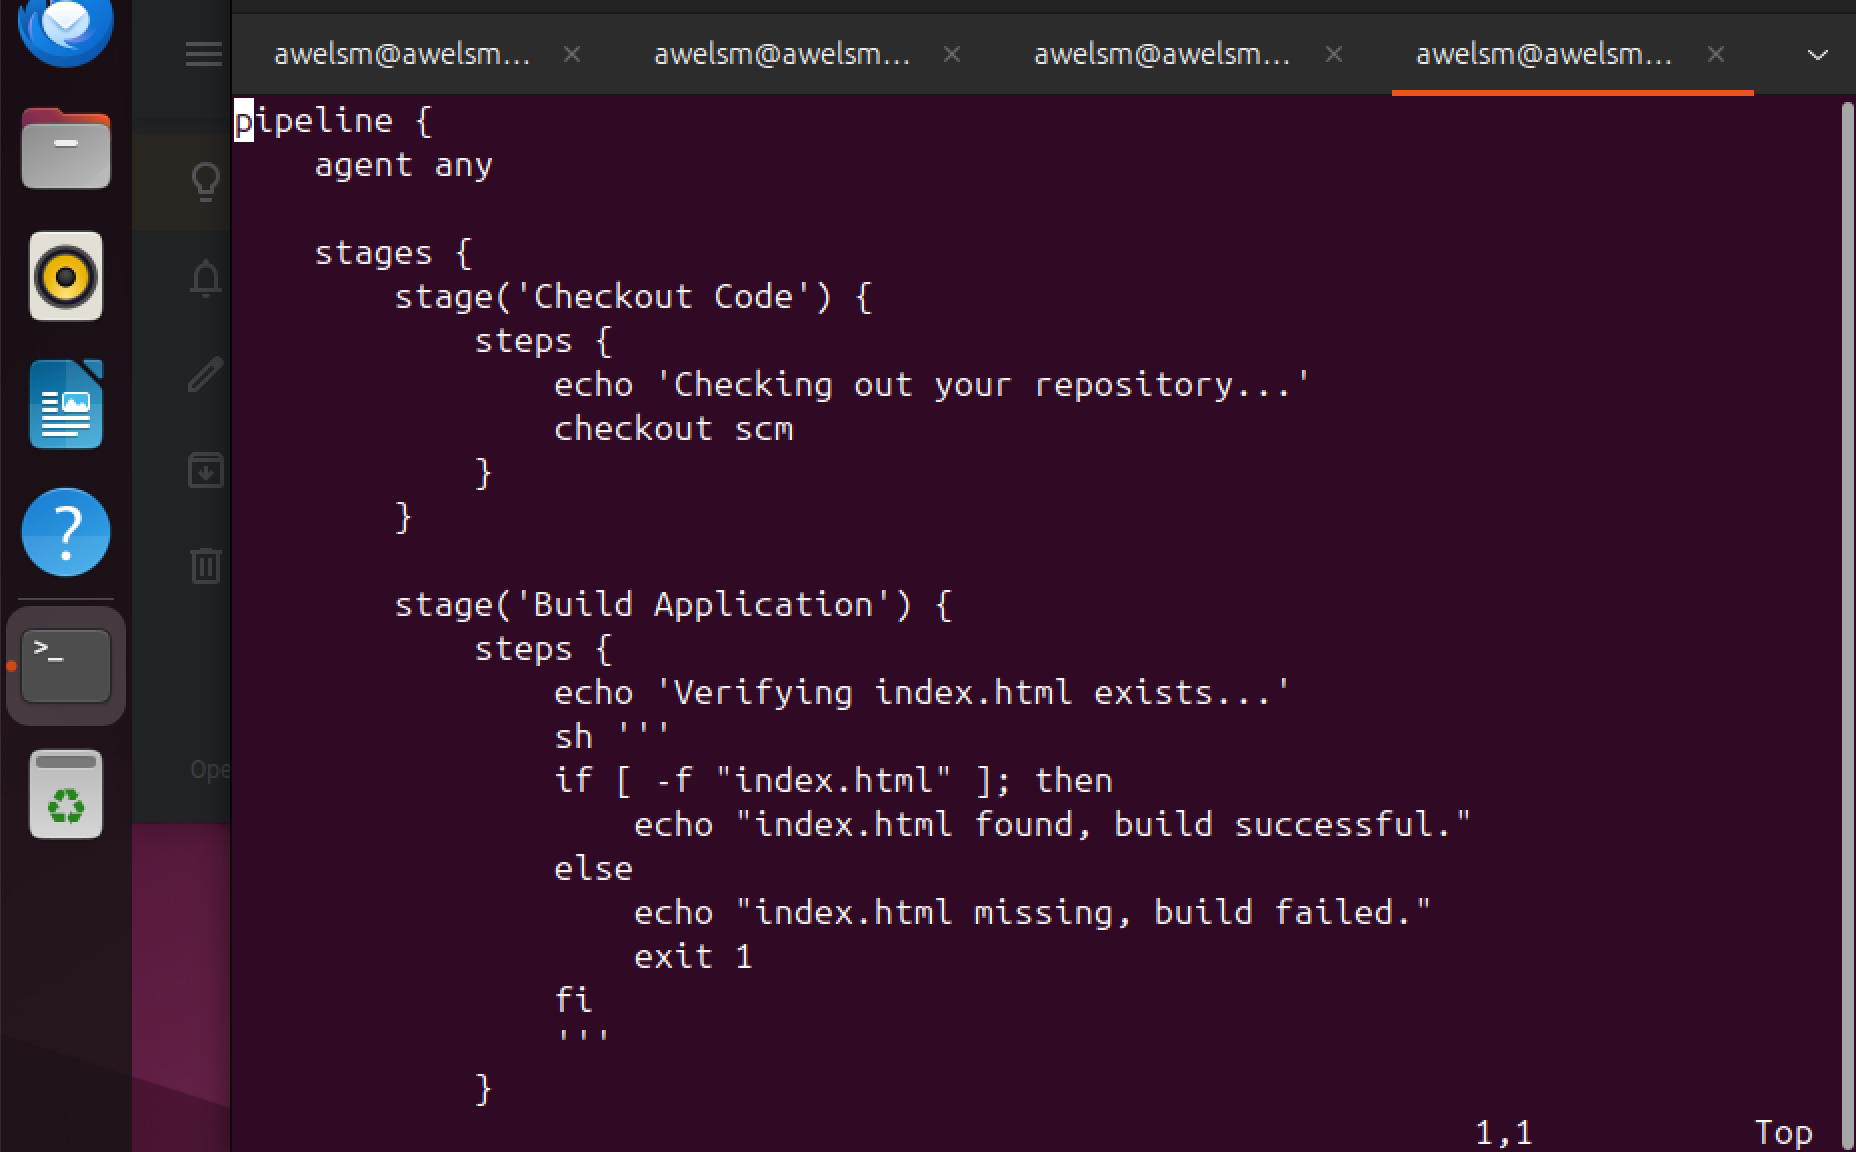 awelsm@awelsm... awelsm@awelsm... awelsm@awelsm... awelsm@awelsm...
pipeline {
    agent any

    stages {
        stage('Checkout Code') {
            steps {
                echo 'Checking out your repository...'
                checkout scm
            }
        }

        stage('Build Application') {
            steps {
                echo 'Verifying index.html exists...'
                sh '''
                if [ -f "index.html" ]; then
                    echo "index.html found, build successful."
                else
                    echo "index.html missing, build failed."
                    exit 1
                fi
                '''
            }
1,1 Top
Ope